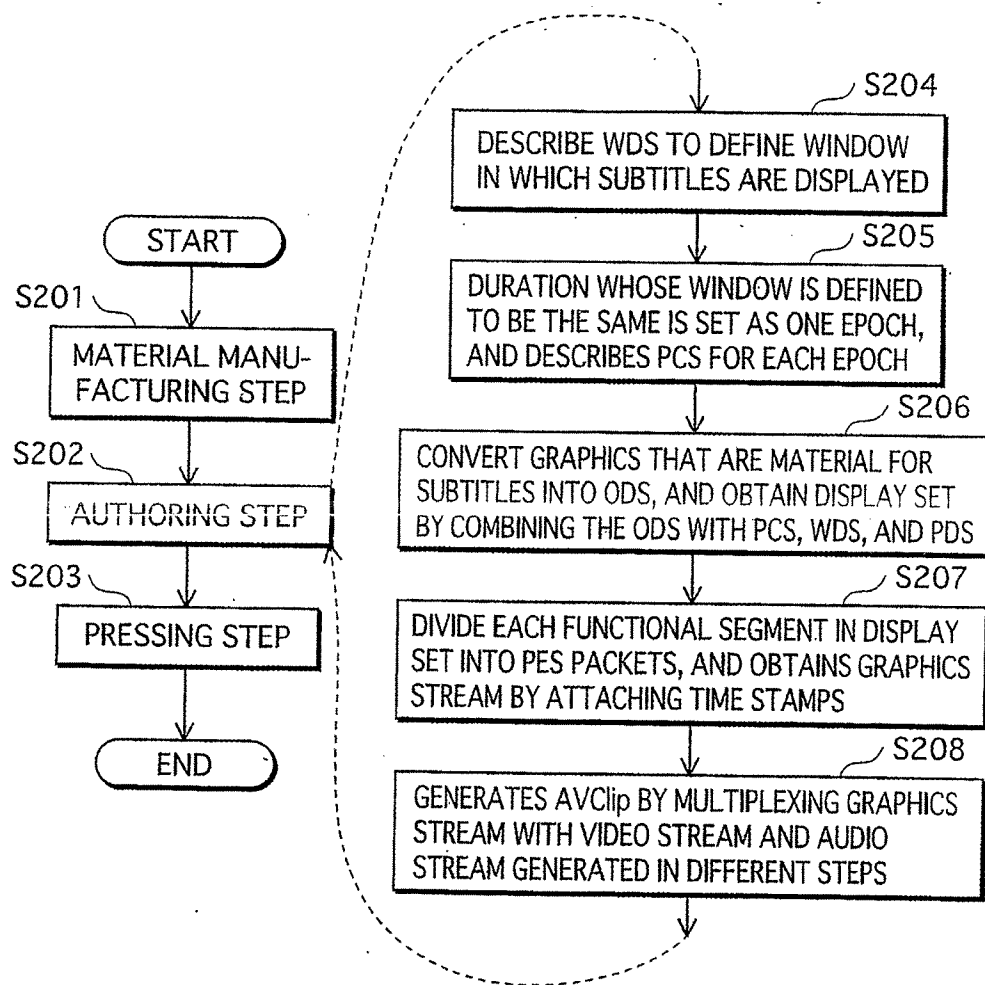 START
S201
MATERIAL MANU-
FACTURING STEP
S202
AUTHORING STEP
S203
PRESSING STEP
END
S204
DESCRIBE WDS TO DEFINE WINDOW
IN WHICH SUBTITLES ARE DISPLAYED
S205
DURATION WHOSE WINDOW IS DEFINED
TO BE THE SAME IS SET AS ONE EPOCH,
AND DESCRIBES PCS FOR EACH EPOCH
S206
CONVERT GRAPHICS THAT ARE MATERIAL FOR
SUBTITLES INTO ODS, AND OBTAIN DISPLAY SET
BY COMBINING THE ODS WITH PCS, WDS, AND PDS
S207
DIVIDE EACH FUNCTIONAL SEGMENT IN DISPLAY
SET INTO PES PACKETS, AND OBTAINS GRAPHICS
STREAM BY ATTACHING TIME STAMPS
S208
GENERATES AVClip BY MULTIPLEXING GRAPHICS
STREAM WITH VIDEO STREAM AND AUDIO
STREAM GENERATED IN DIFFERENT STEPS